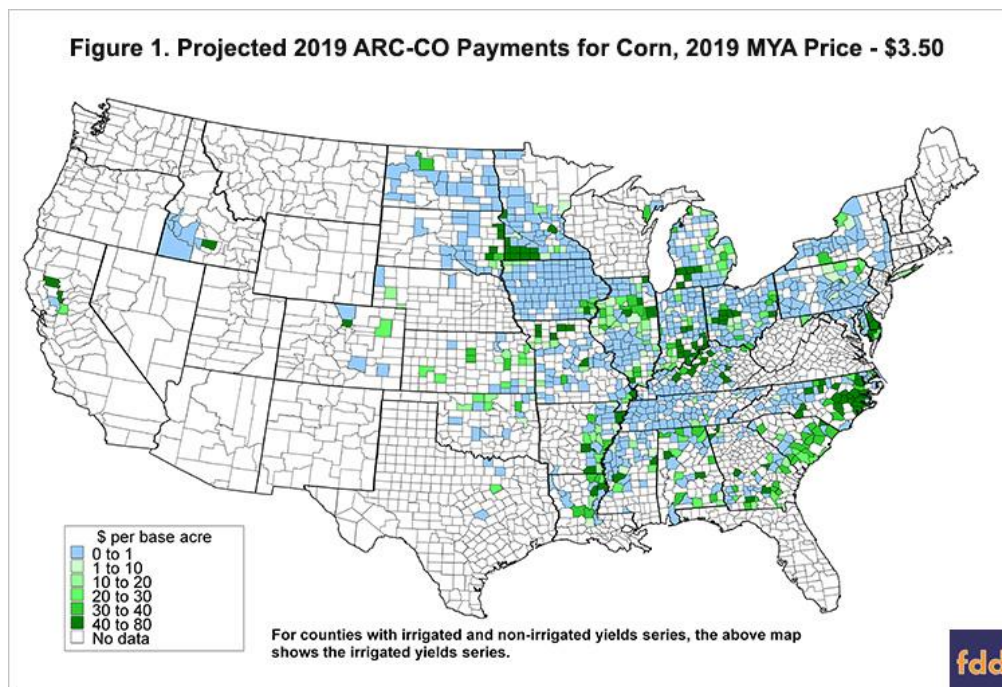 Figure 1. Projected 2019 ARC-CO Payments for Corn, 2019 MYA Price - $3.50
$ per base acre
0 to 1
1 to 10
10 to 20
20 to 30
30 to 40
40 to 80
No data
For counties with irrigated and non-irrigated yields series, the above map
shows the irrigated yields series.